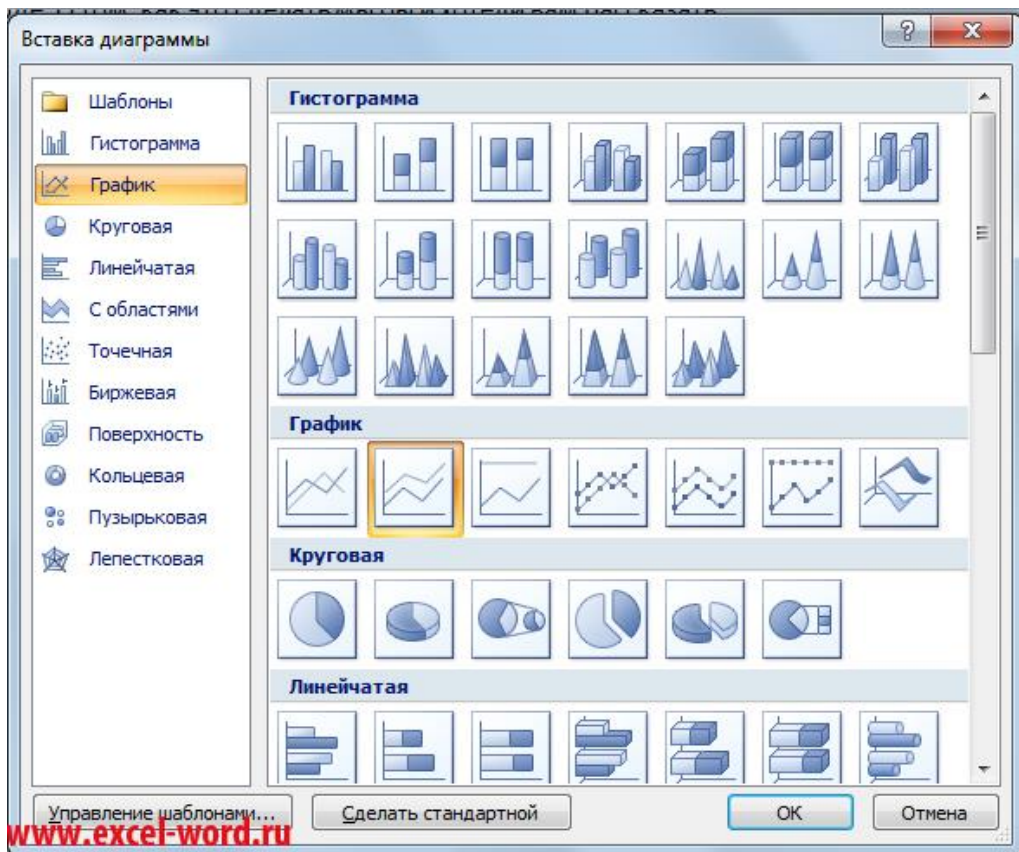 Вставка диаграммы
Шаблоны
Гистограмма
График
Круговая
Линейчатая
С областями
Точечная
Биржевая
Поверхность
Кольцевая
Пузырьковая
Лепестковая
Гистограмма
График
Круговая
Линейчатая
Управление шаблонами...
Сделать стандартной
ОК
Отмена
www.excel-word.ru